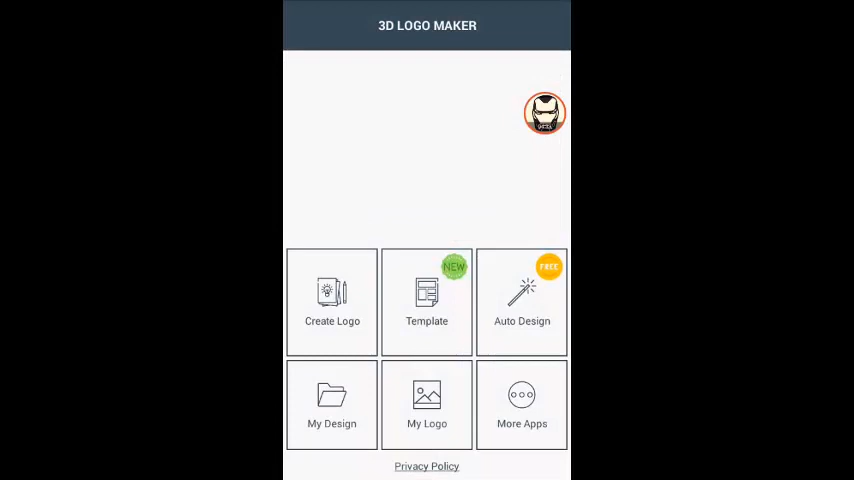 3D LOGO MAKER
NEW
FREE
Create Logo
Template
Auto Design
My Design
My Logo
More Apps
Privacy Policy